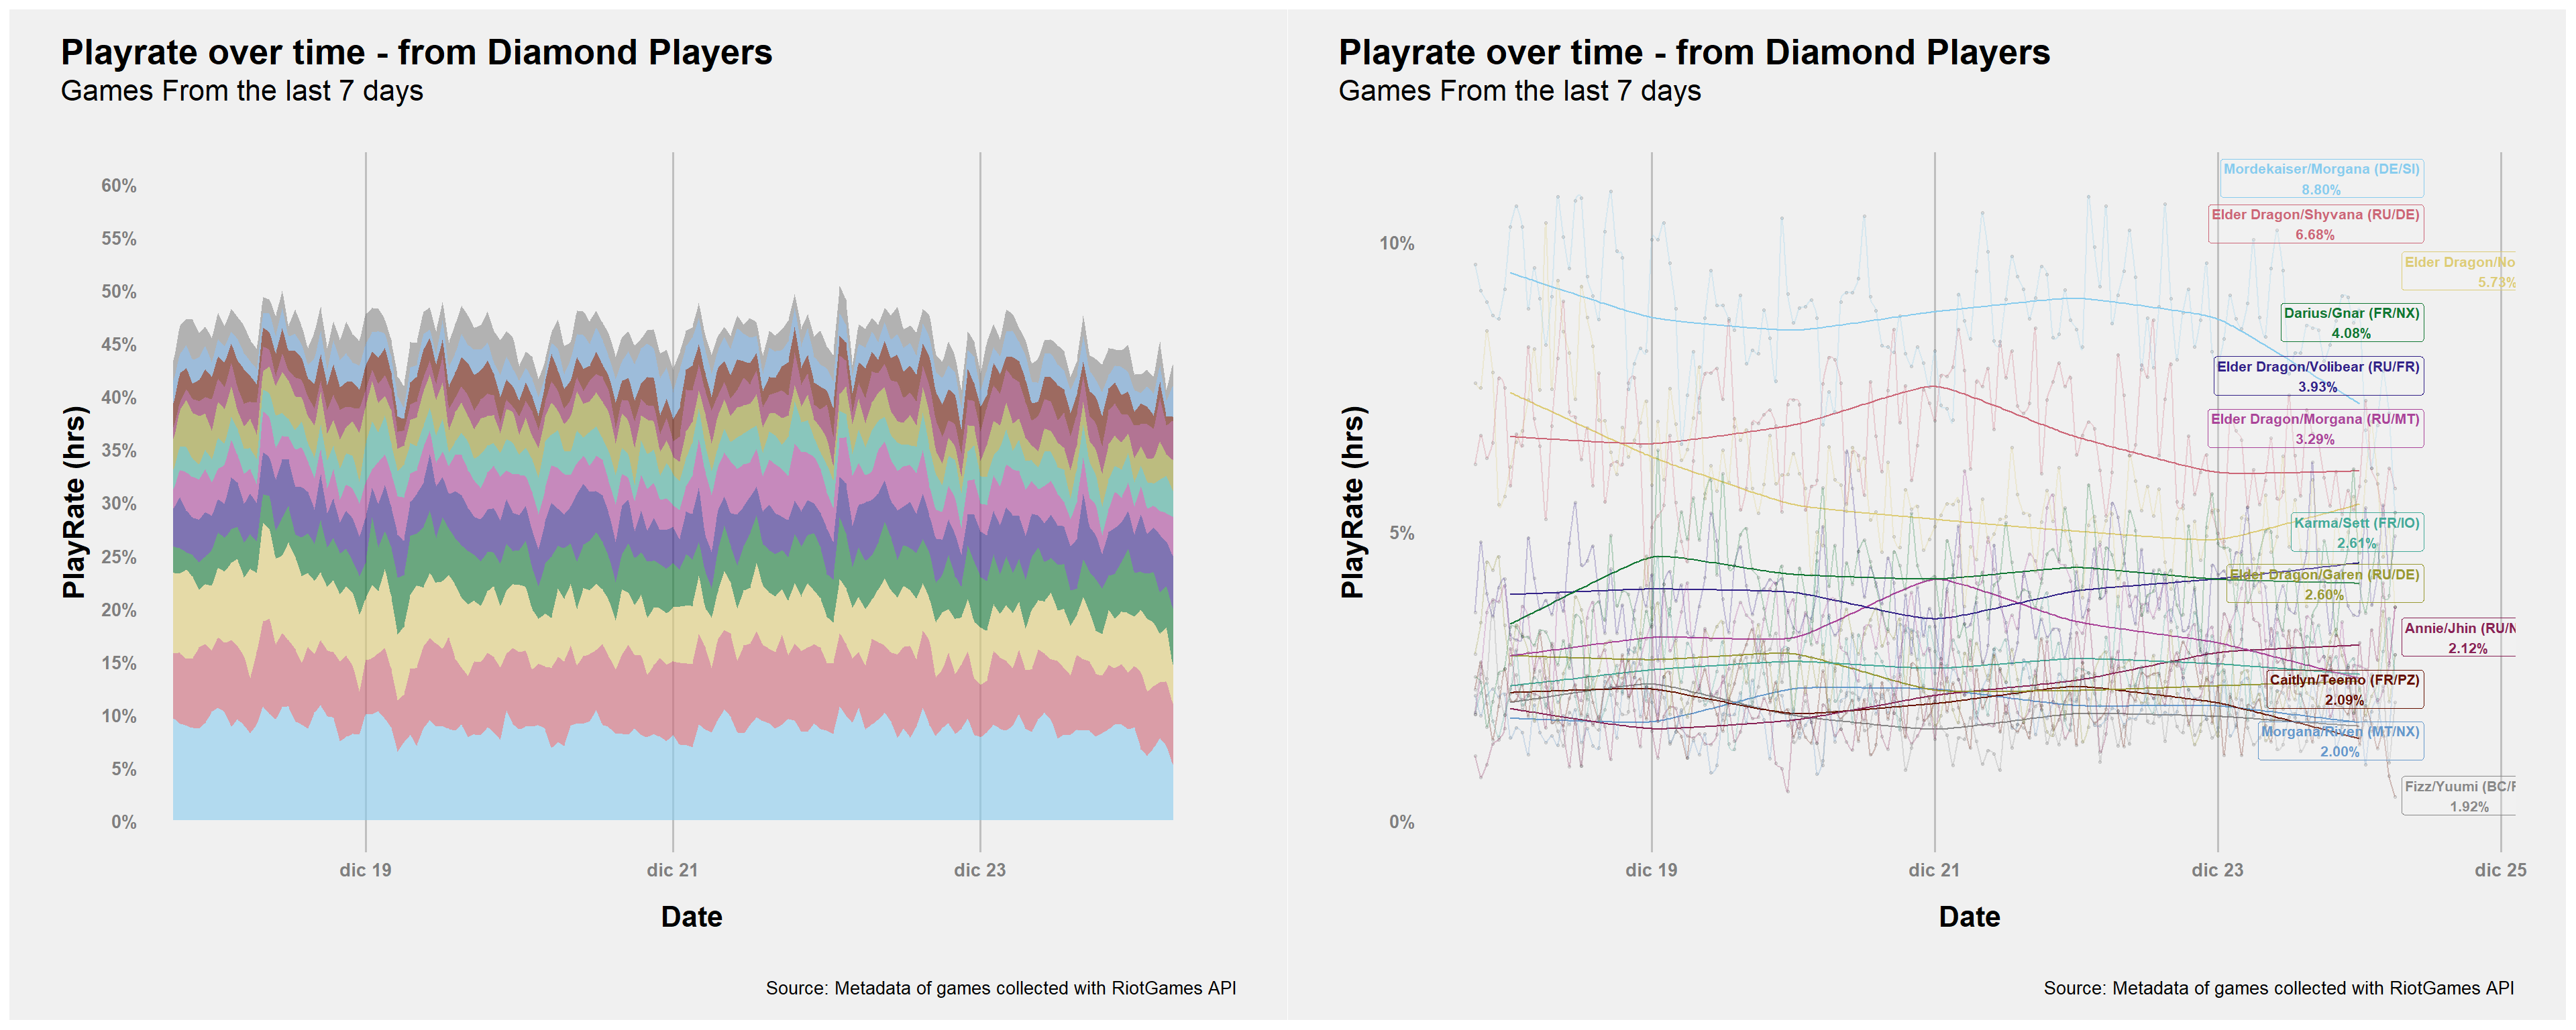 Playrate over time - from Diamond Players
Games From the last 7 days
60%
55%
50%
45%
40%
35%
30%
25%
20%
15%
10%
5%
0%
PlayRate (hrs)
dic 19
dic 21
dic 23
Date
Source: Metadata of games collected with RiotGames API
Playrate over time - from Diamond Players
Games From the last 7 days
10%
5%
0%
PlayRate (hrs)
Mordekaiser/Morgana (DE/SI)
8.80%
Elder Dragon/Shyvana (RU/DE)
6.68%
Elder Dragon/No
5.73%
Darius/Gnar (FR/NX)
4.08%
Elder Dragon/Volibear (RU/FR)
3.93%
Elder Dragon/Morgana (RU/MT)
3.29%
Karma/Sett (FR/IO)
2.61%
Elder Dragon/Garen (RU/DE)
2.60%
Annie/Jhin (RU/N
2.12%
Caitlyn/Teemo (FR/PZ)
2.09%
Morgana/Riven (MT/NX)
2.00%
Fizz/Yuumi (BC/F
1.92%
dic 19
dic 21
dic 23
dic 25
Date
Source: Metadata of games collected with RiotGames API